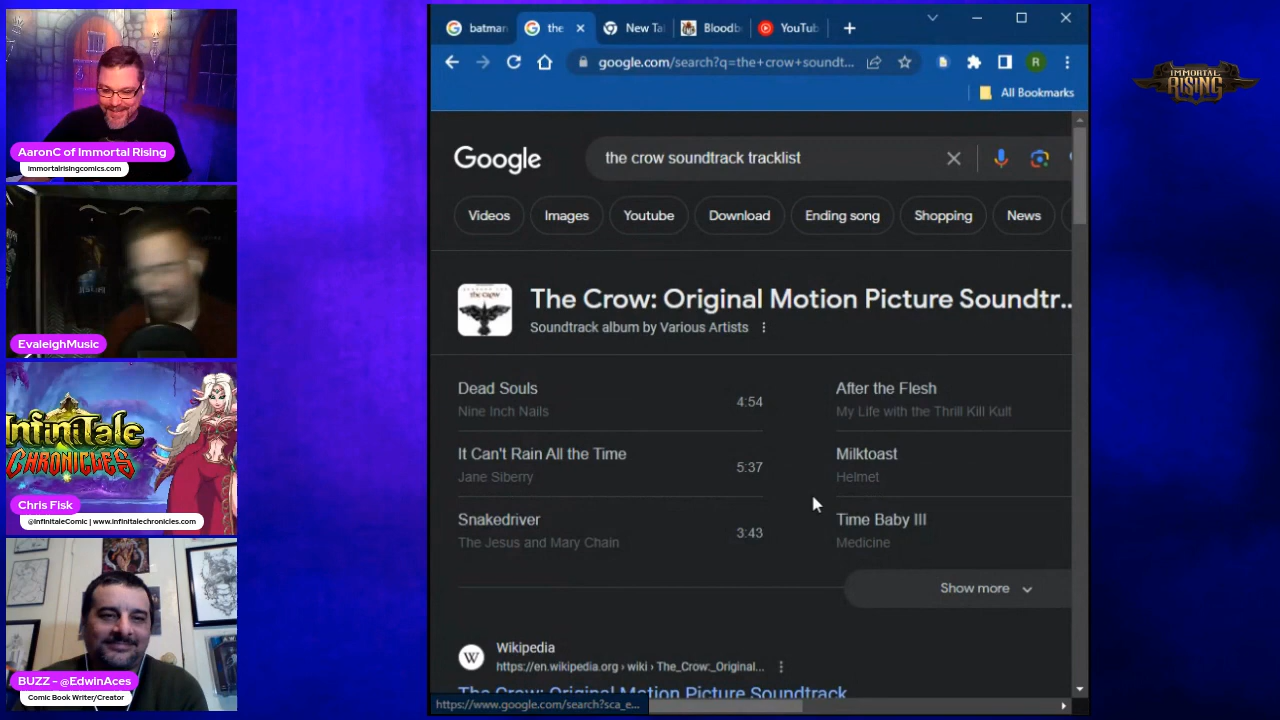 AaronC of Immortal Rising
immortalrisingcomics.com
EvaleighMusic
InfiniTale
CHRONICLES
Chris Fisk
@InfinitaleComic | www.infinitalechronicles.com
BUZZ - @EdwinAces
Comic Book Writer/Creator
batman
the
New Ta
Bloodb
YouTub
google.com/search?q=the+crow+soundt...
R
All Bookmarks
Google
the crow soundtrack tracklist
Videos
Images
Youtube
Download
Ending song
Shopping
News
The Crow: Original Motion Picture Soundtr...
Soundtrack album by Various Artists
Dead Souls
Nine Inch Nails
4:54
After the Flesh
My Life with the Thrill Kill Kult
It Can't Rain All the Time
Jane Siberry
5:37
Milktoast
Helmet
Snakedriver
The Jesus and Mary Chain
3:43
Time Baby III
Medicine
Show more
W
Wikipedia
https://en.wikipedia.org › wiki › The_Crow:_Original...
The Crow: Original Motion Picture Soundtrack
https://www.google.com/search?sca_e...
IMMORTAL
RISING